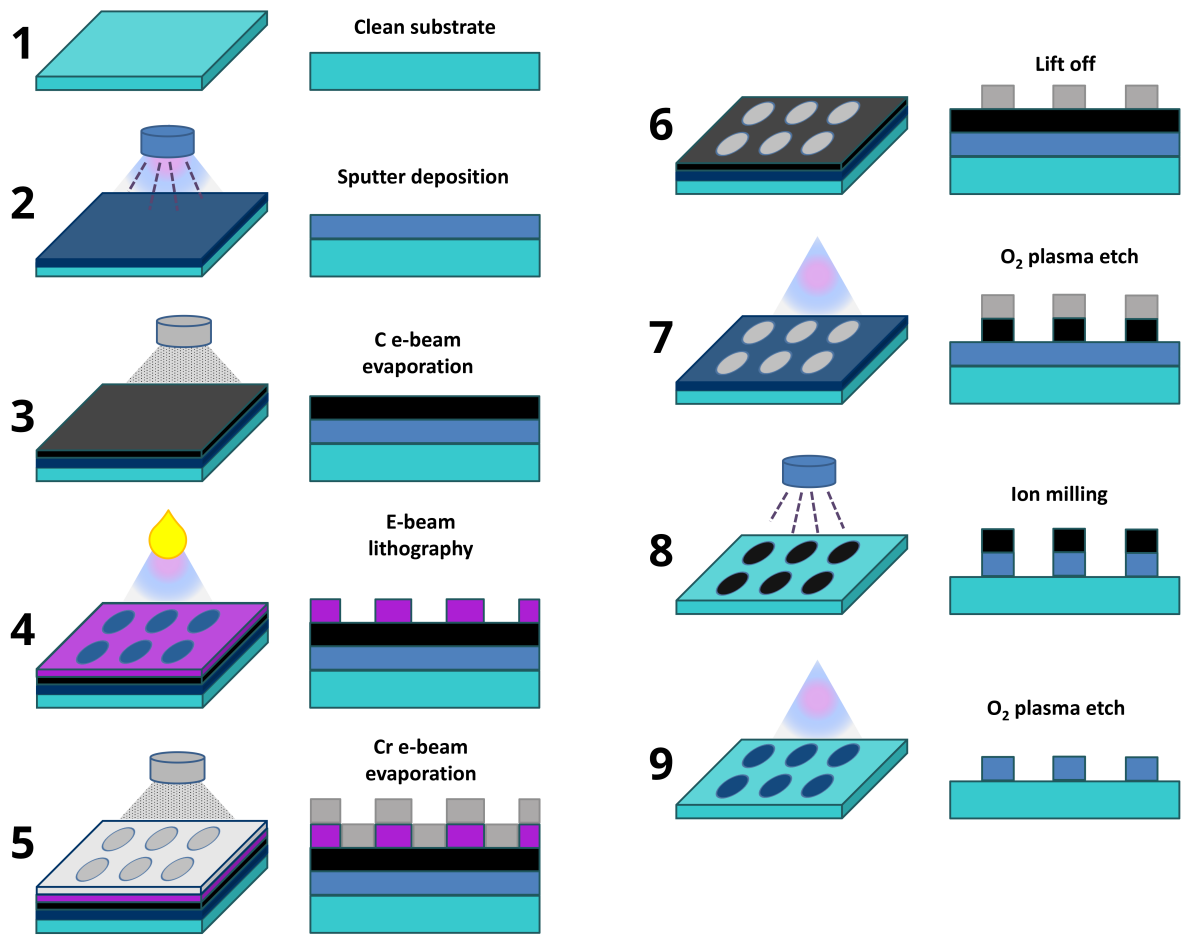 1
Clean substrate
2
Sputter deposition
3
C e-beam
evaporation
4
E-beam
lithography
5
Cr e-beam
evaporation
6
Lift off
7
O₂ plasma etch
8
Ion milling
9
O₂ plasma etch